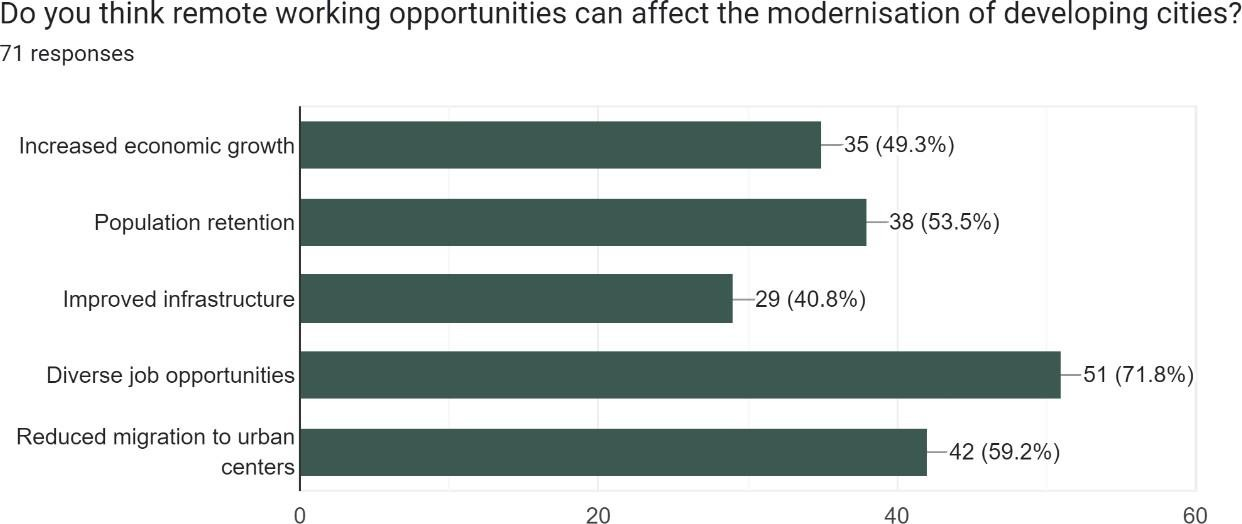 Do you think remote working opportunities can affect the modernisation of developing cities?
71 responses
Increased economic growth 35 (49.3%)
Population retention 38 (53.5%)
Improved infrastructure 29 (40.8%)
Diverse job opportunities 51 (71.8%)
Reduced migration to urban
centers 42 (59.2%)
0 20 40 60